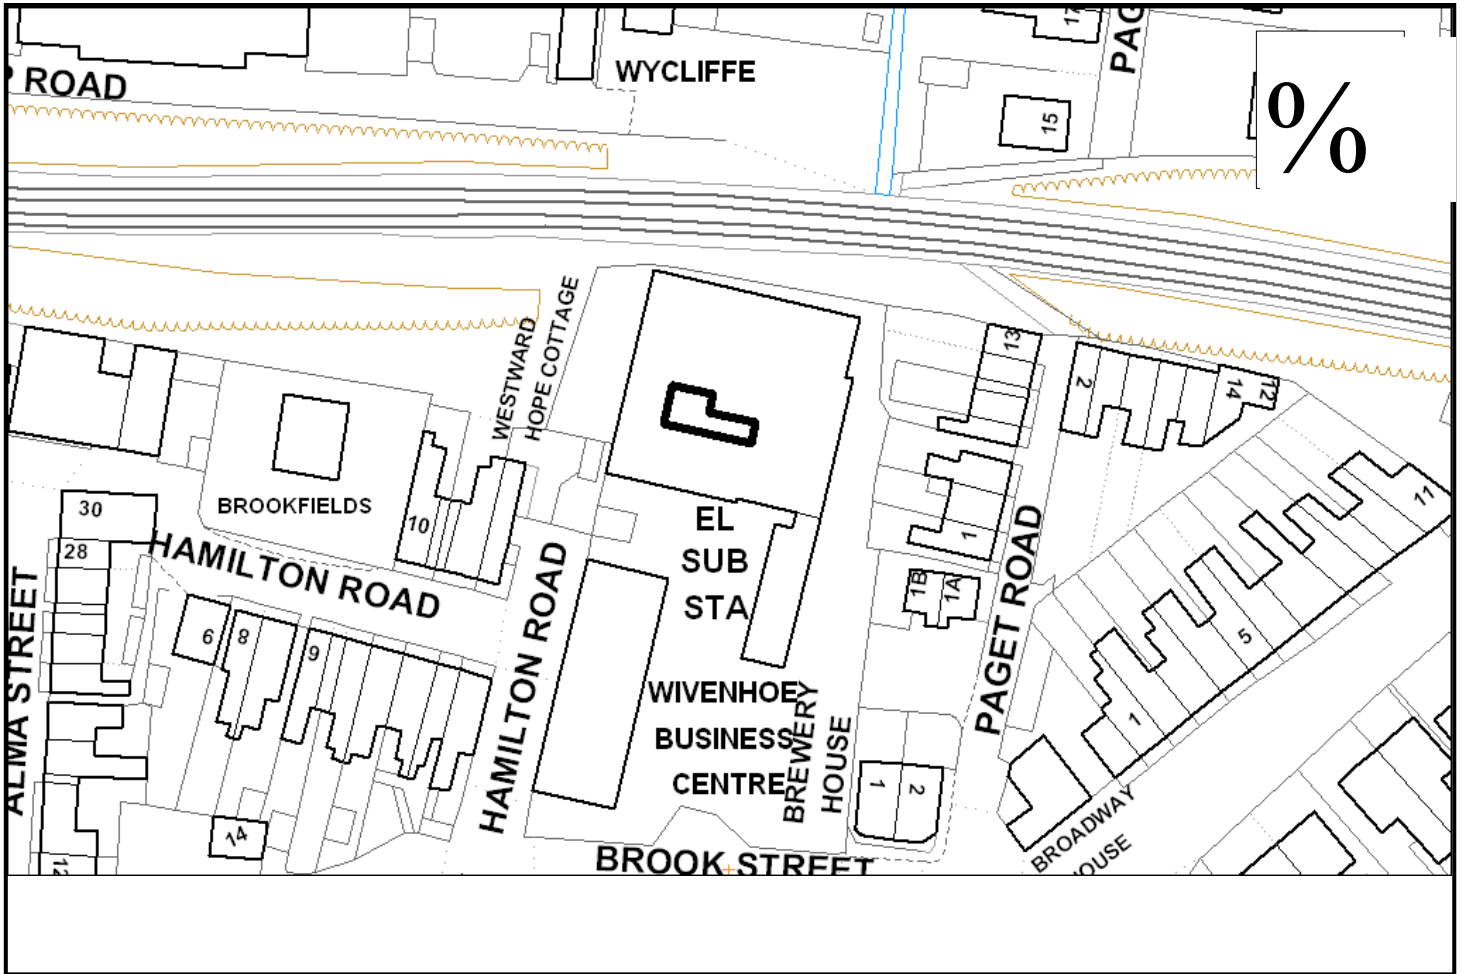 17
PAG
ROAD
WYCLIFFE
15
%
WESTWARD
HOPE COTTAGE
13
2
14
12
11
BROOKFIELDS
10
30
28
HAMILTON ROAD
EL
SUB
STA
1
1B
1A
PAGET ROAD
ALMA STREET
6
8
9
HAMILTON ROAD
5
1
WIVENHOE
BUSINESS
CENTRE
BREWERY
HOUSE
1
2
14
12
BROADWAY
HOUSE
BROOK STREET